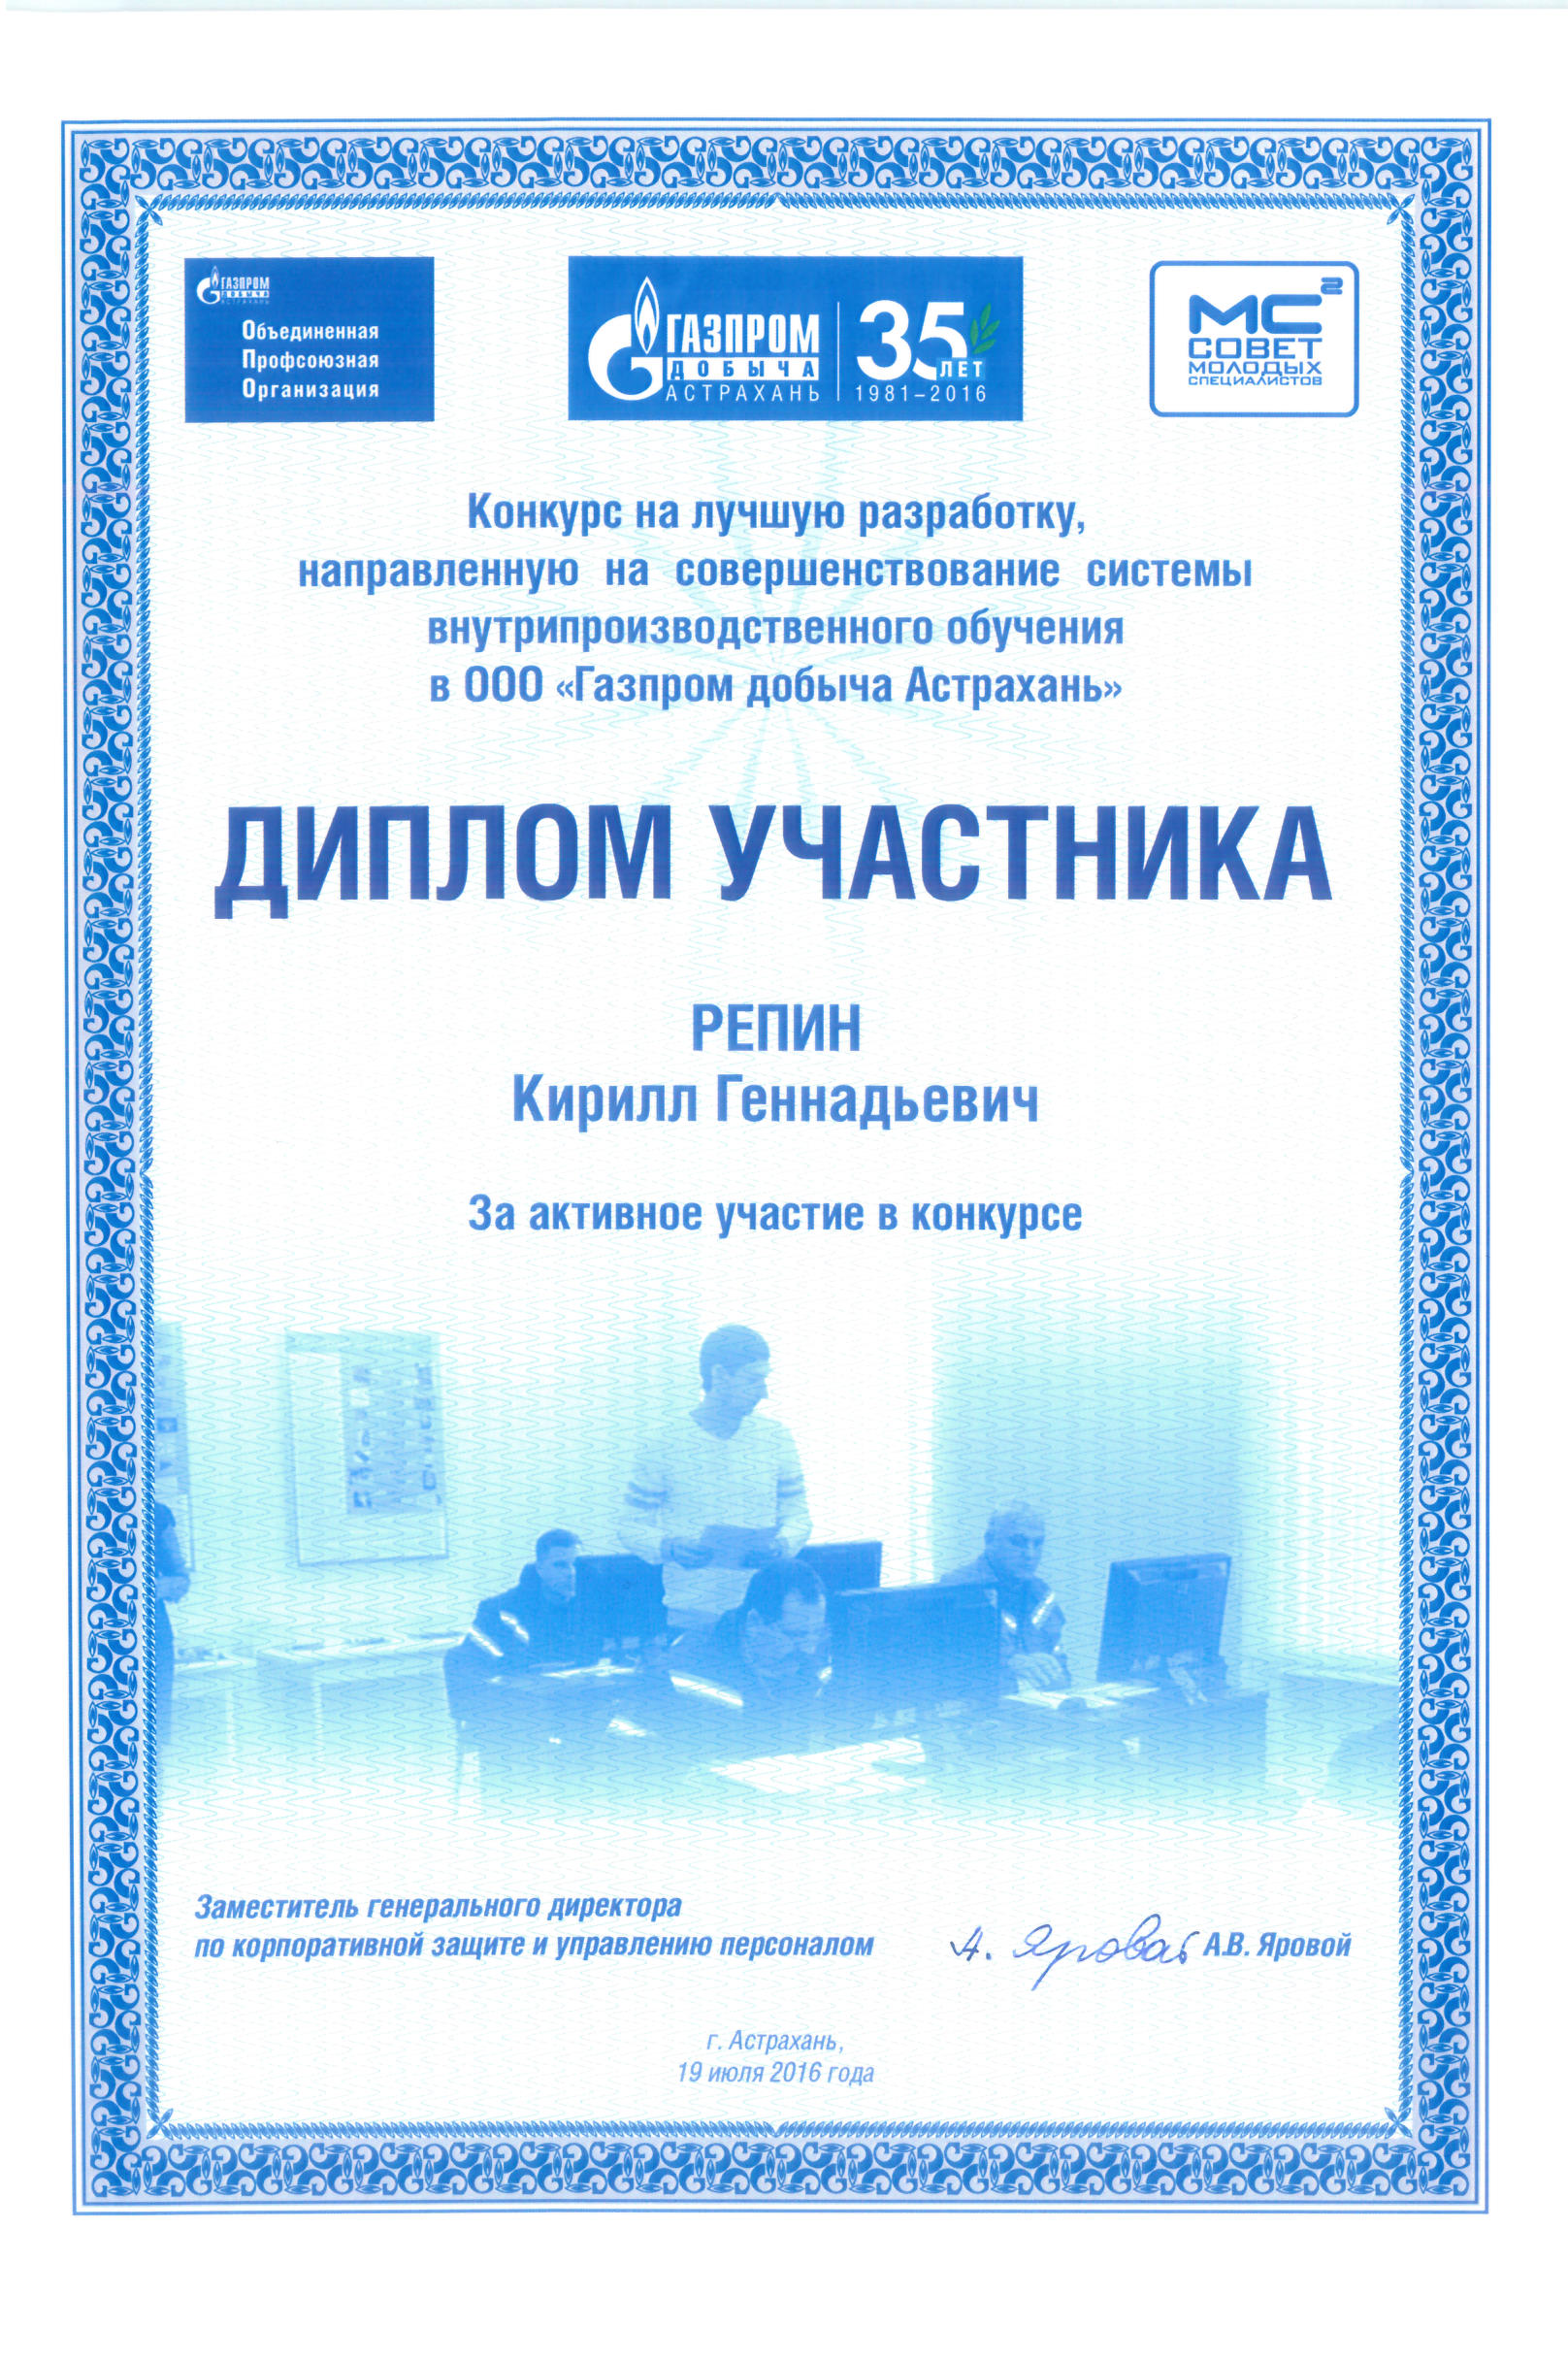 ГАЗПРОМ
ДОБЫЧА
АСТРАХАНЬ
Объединенная
Профсоюзная
Организация
ГАЗПРОМ
ДОБЫЧА
АСТРАХАНЬ
35
ЛЕТ
1981–2016
МС²
СОВЕТ
МОЛОДЫХ
СПЕЦИАЛИСТОВ
Конкурс на лучшую разработку,
направленную на совершенствование системы
внутрипроизводственного обучения
в ООО «Газпром добыча Астрахань»
ДИПЛОМ УЧАСТНИКА
РЕПИН
Кирилл Геннадьевич
За активное участие в конкурсе
Заместитель генерального директора
по корпоративной защите и управлению персоналом
А. Яровой А.В. Яровой
г. Астрахань,
19 июля 2016 года